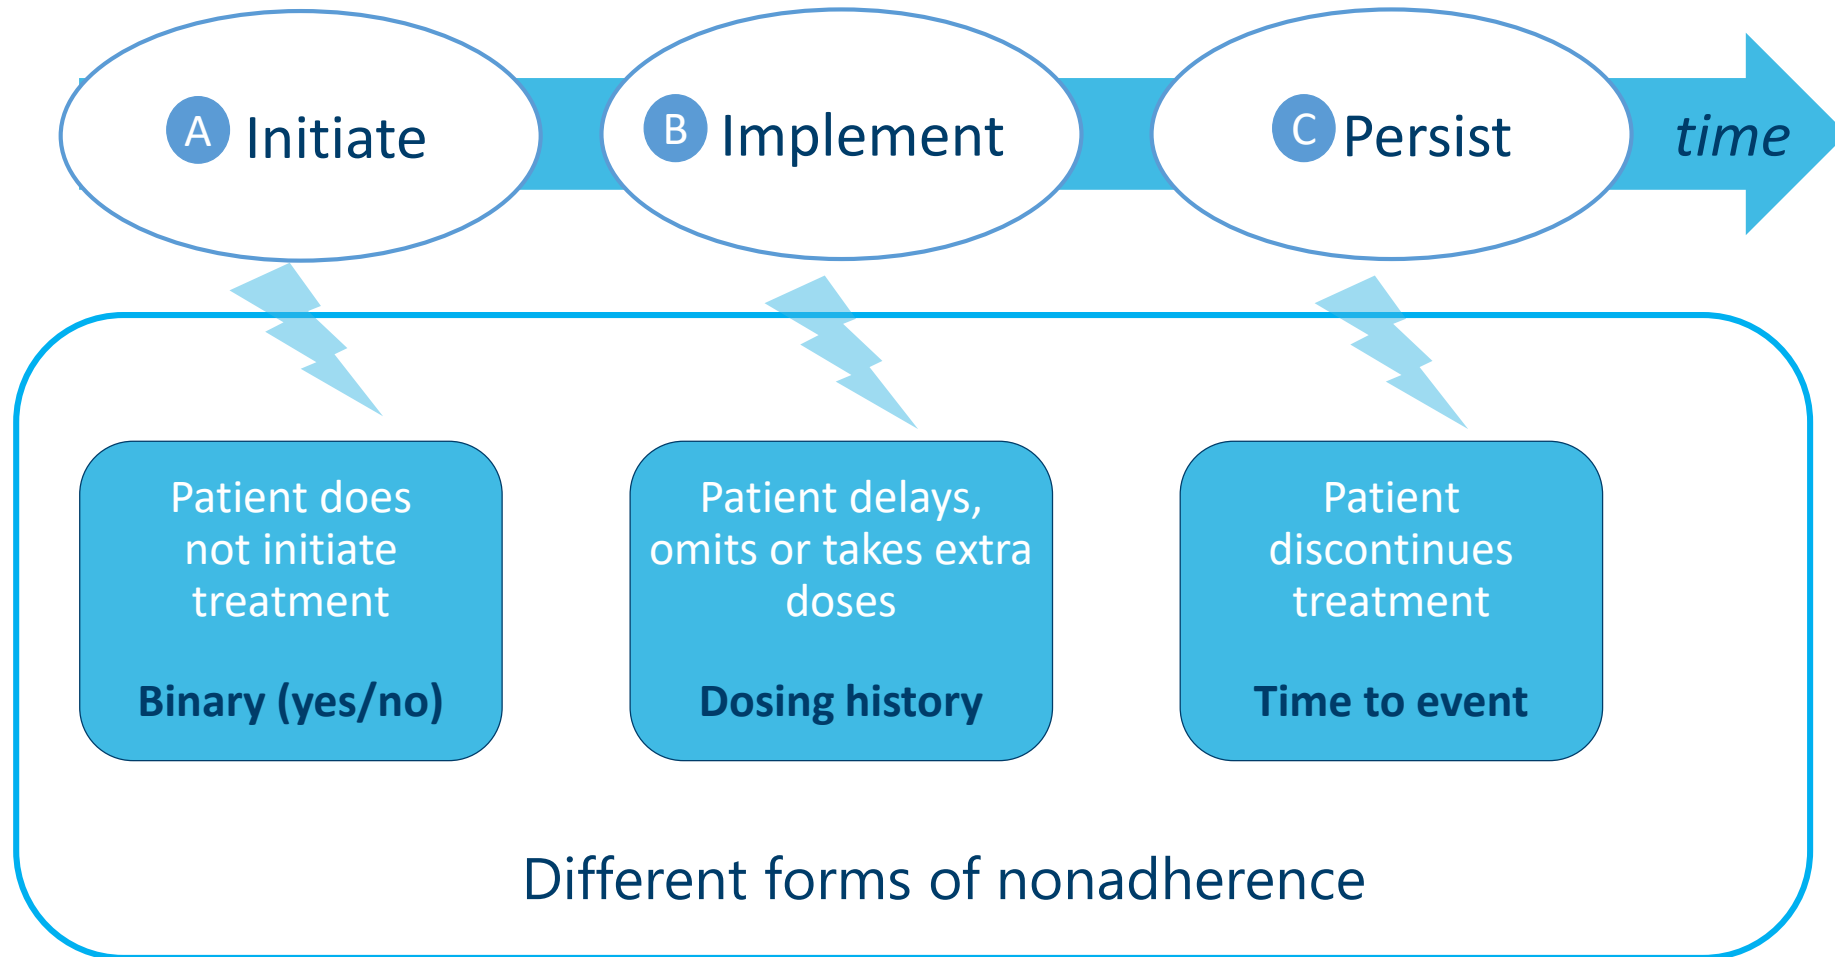 A Initiate
B Implement
C Persist
time
Patient does
not initiate
treatment
Binary (yes/no)
Patient delays,
omits or takes extra
doses
Dosing history
Patient
discontinues
treatment
Time to event
Different forms of nonadherence